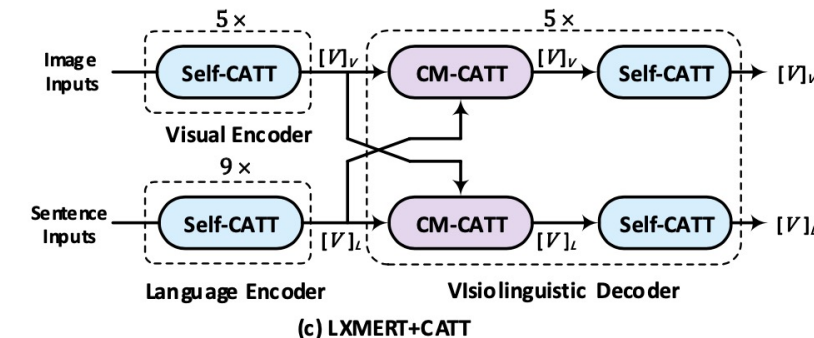 5 ×
5 ×
Image
Inputs
Self-CATT
[V]V
CM-CATT
[V]V
Self-CATT
[V]V
Visual Encoder
9 ×
Sentence
Inputs
Self-CATT
[V]L
CM-CATT
[V]L
Self-CATT
[V]L
Language Encoder
VIsiolinguistic Decoder
(c) LXMERT+CATT